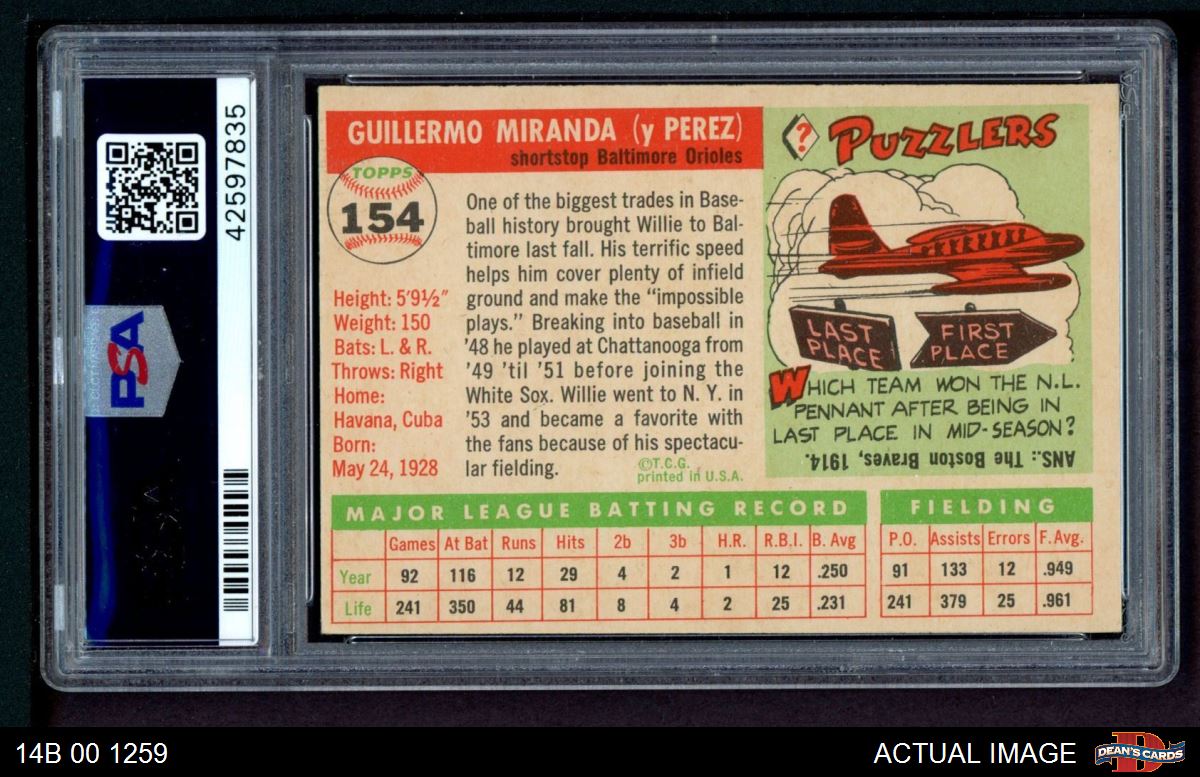 42597835
PSA
GUILLERMO MIRANDA (y PEREZ)
shortstop Baltimore Orioles
TOPPS
154
Height: 5'9½"
Weight: 150
Bats: L. & R.
Throws: Right
Home:
Havana, Cuba
Born:
May 24, 1928
One of the biggest trades in Base-
ball history brought Willie to Bal-
timore last fall. His terrific speed
helps him cover plenty of infield
ground and make the “impossible
plays.” Breaking into baseball in
'48 he played at Chattanooga from
'49 'til '51 before joining the
White Sox. Willie went to N. Y. in
'53 and became a favorite with
the fans because of his spectacu-
lar fielding.
©T.C.G.
printed in U.S.A.
? PUZZLERS
LAST
PLACE
FIRST
PLACE
WHICH TEAM WON THE N.L.
PENNANT AFTER BEING IN
LAST PLACE IN MID-SEASON?
ANS.: The Boston Braves, 1914.
MAJOR LEAGUE BATTING RECORD
Games At Bat Runs Hits 2b 3b H.R. R.B.I. B. Avg
Year 92 116 12 29 4 2 1 12 .250
Life 241 350 44 81 8 4 2 25 .231
FIELDING
P.O. Assists Errors F. Avg.
91 133 12 .949
241 379 25 .961
14B 00 1259
ACTUAL IMAGE
DEAN'S CARDS